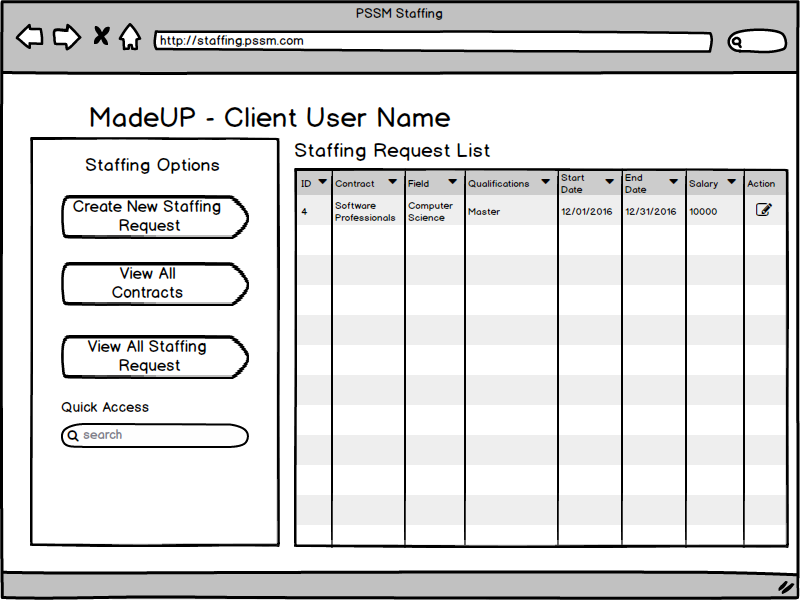 PSSM Staffing
http://staffing.pssm.com
MadeUP - Client User Name
Staffing Options
Create New Staffing
Request
View All
Contracts
View All Staffing
Request
Quick Access
search
Staffing Request List
ID Contract Field Qualifications Start Date End Date Salary Action
4 Software Professionals Computer Science Master 12/01/2016 12/31/2016 10000